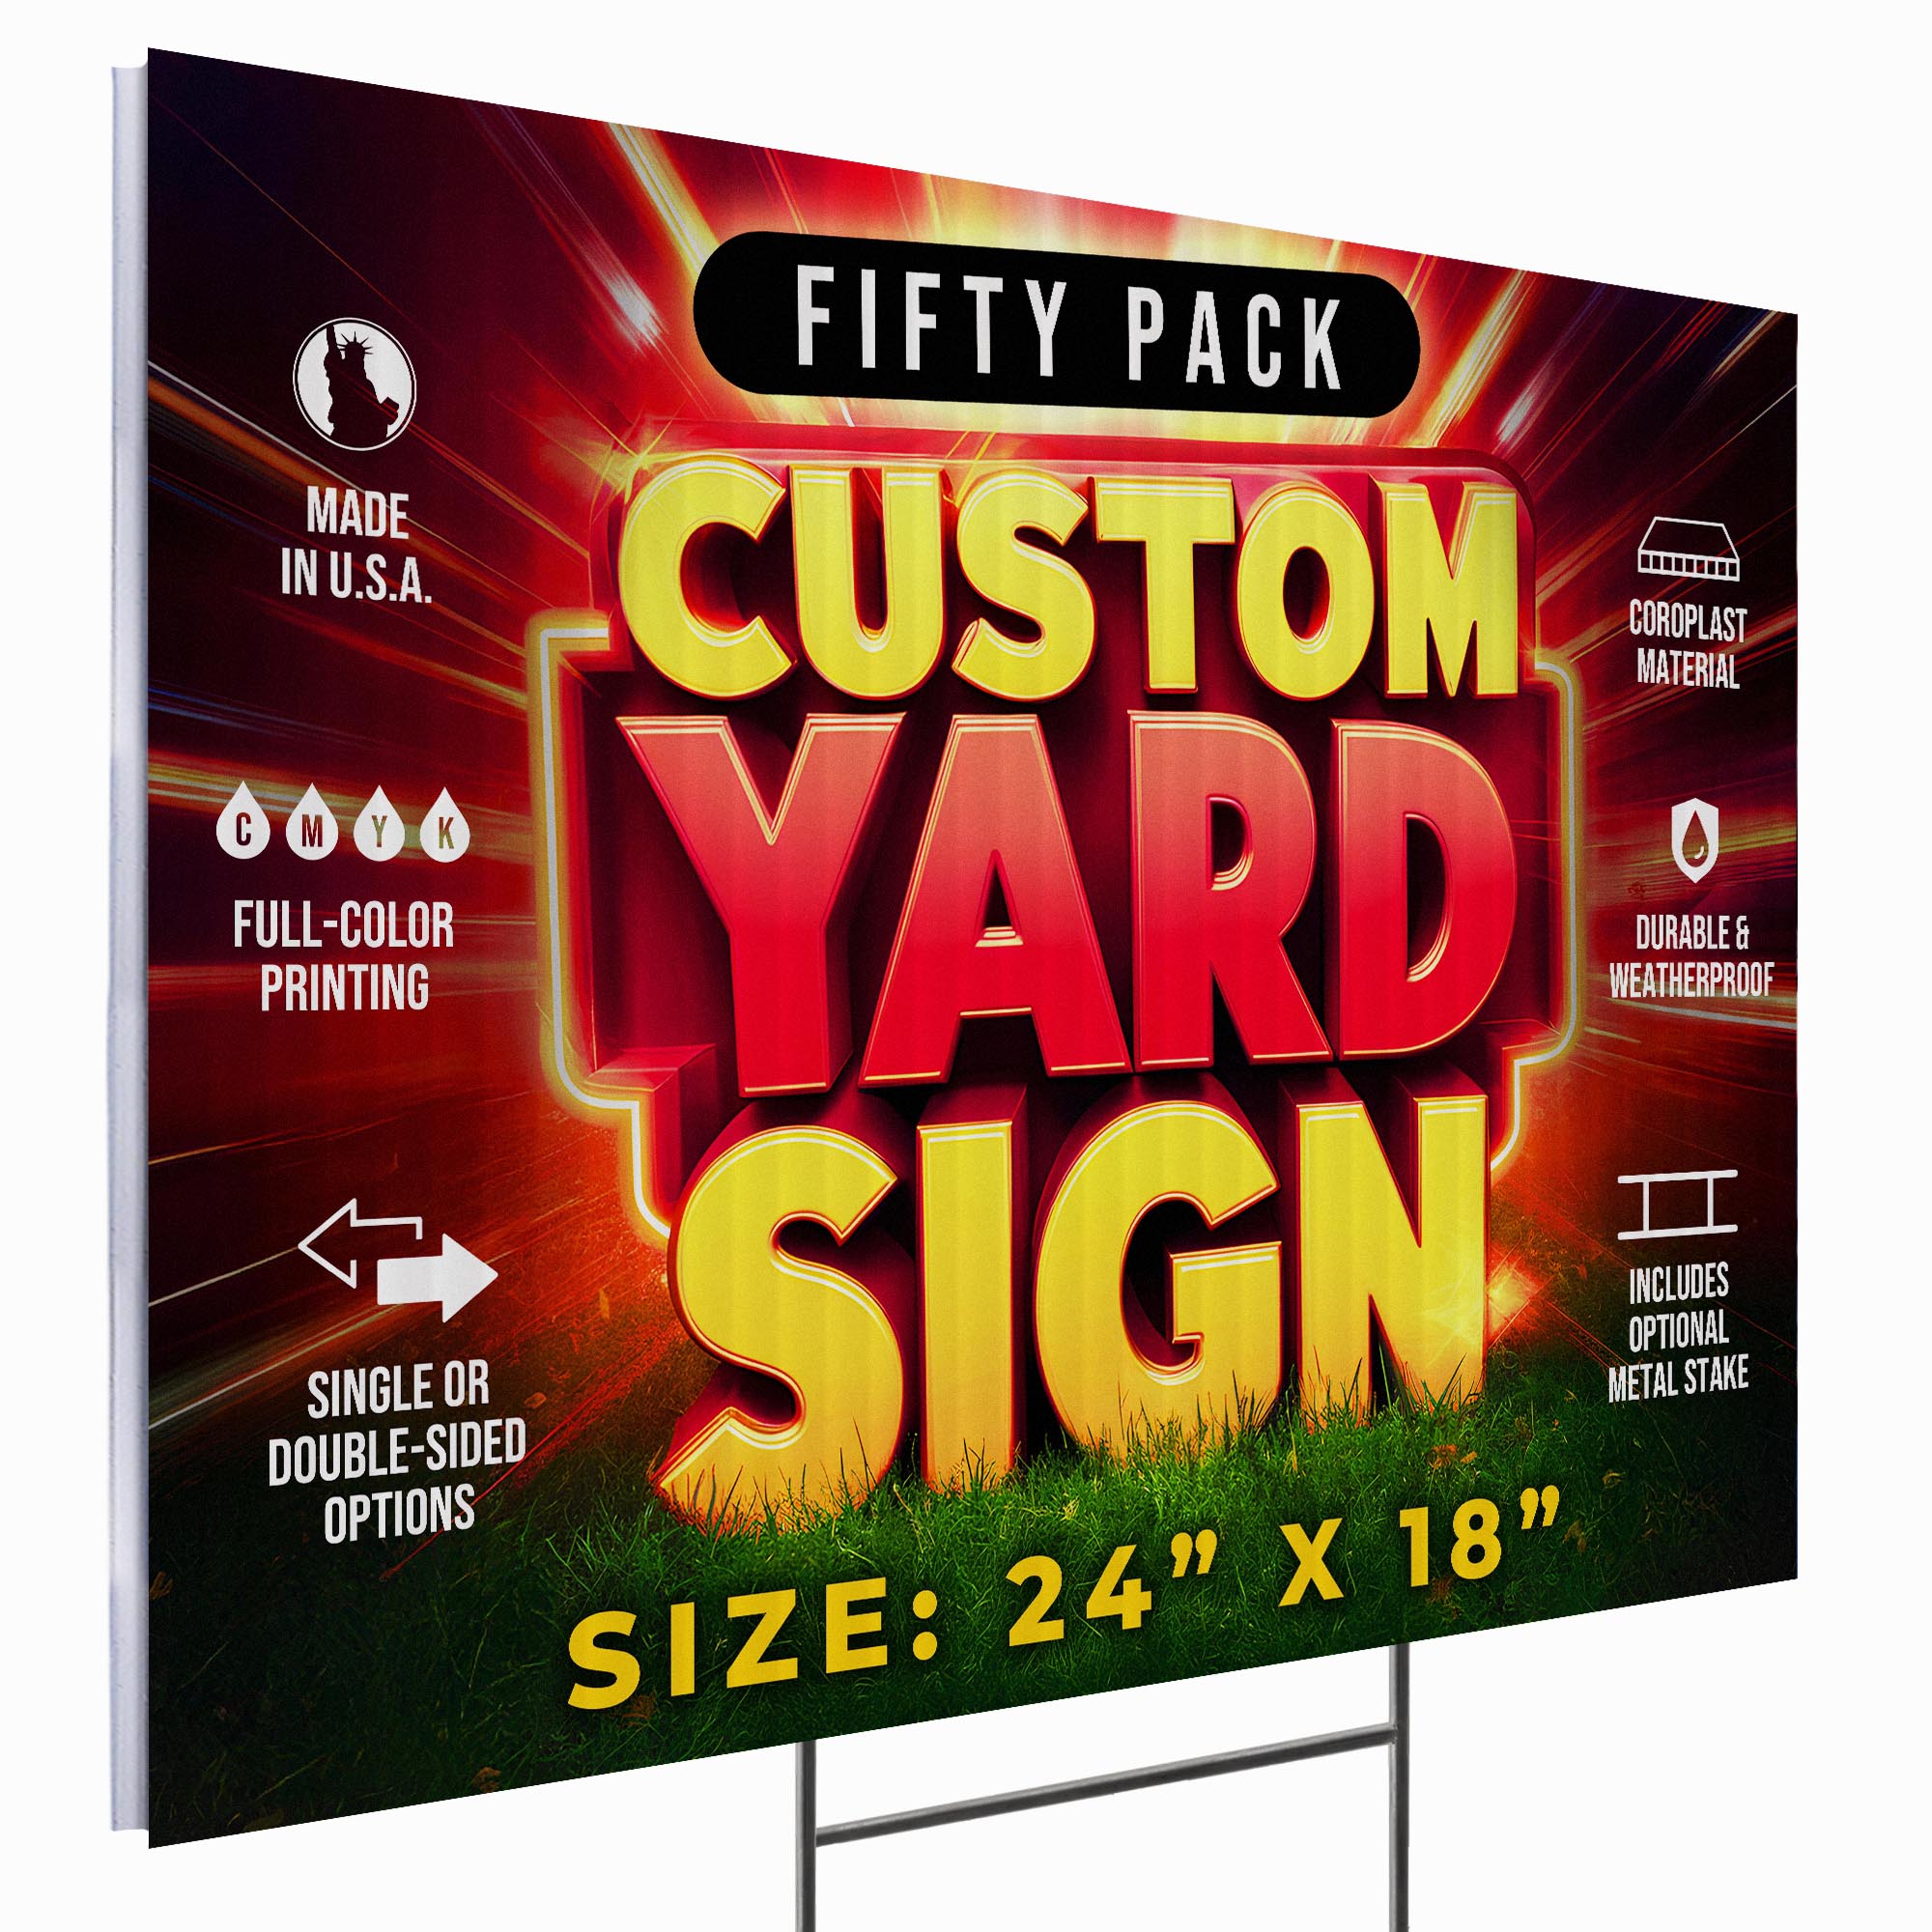 FIFTY PACK
CUSTOM
YARD
SIGN
SIZE: 24” X 18”
MADE
IN U.S.A.
C M Y K
FULL-COLOR
PRINTING
SINGLE OR
DOUBLE-SIDED
OPTIONS
COROPLAST
MATERIAL
DURABLE &
WEATHERPROOF
INCLUDES
OPTIONAL
METAL STAKE